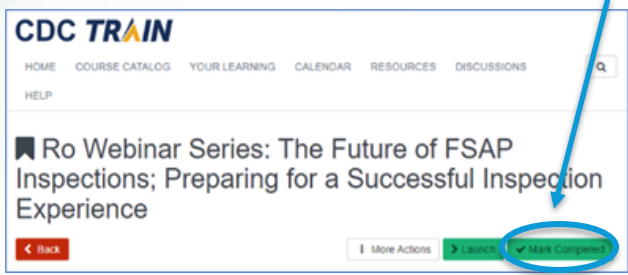 CDC TRAIN
HOME COURSE CATALOG YOUR LEARNING CALENDAR RESOURCES DISCUSSIONS
HELP
Ro Webinar Series: The Future of FSAP
Inspections; Preparing for a Successful Inspection
Experience
Back More Actions Launch Mark Completed